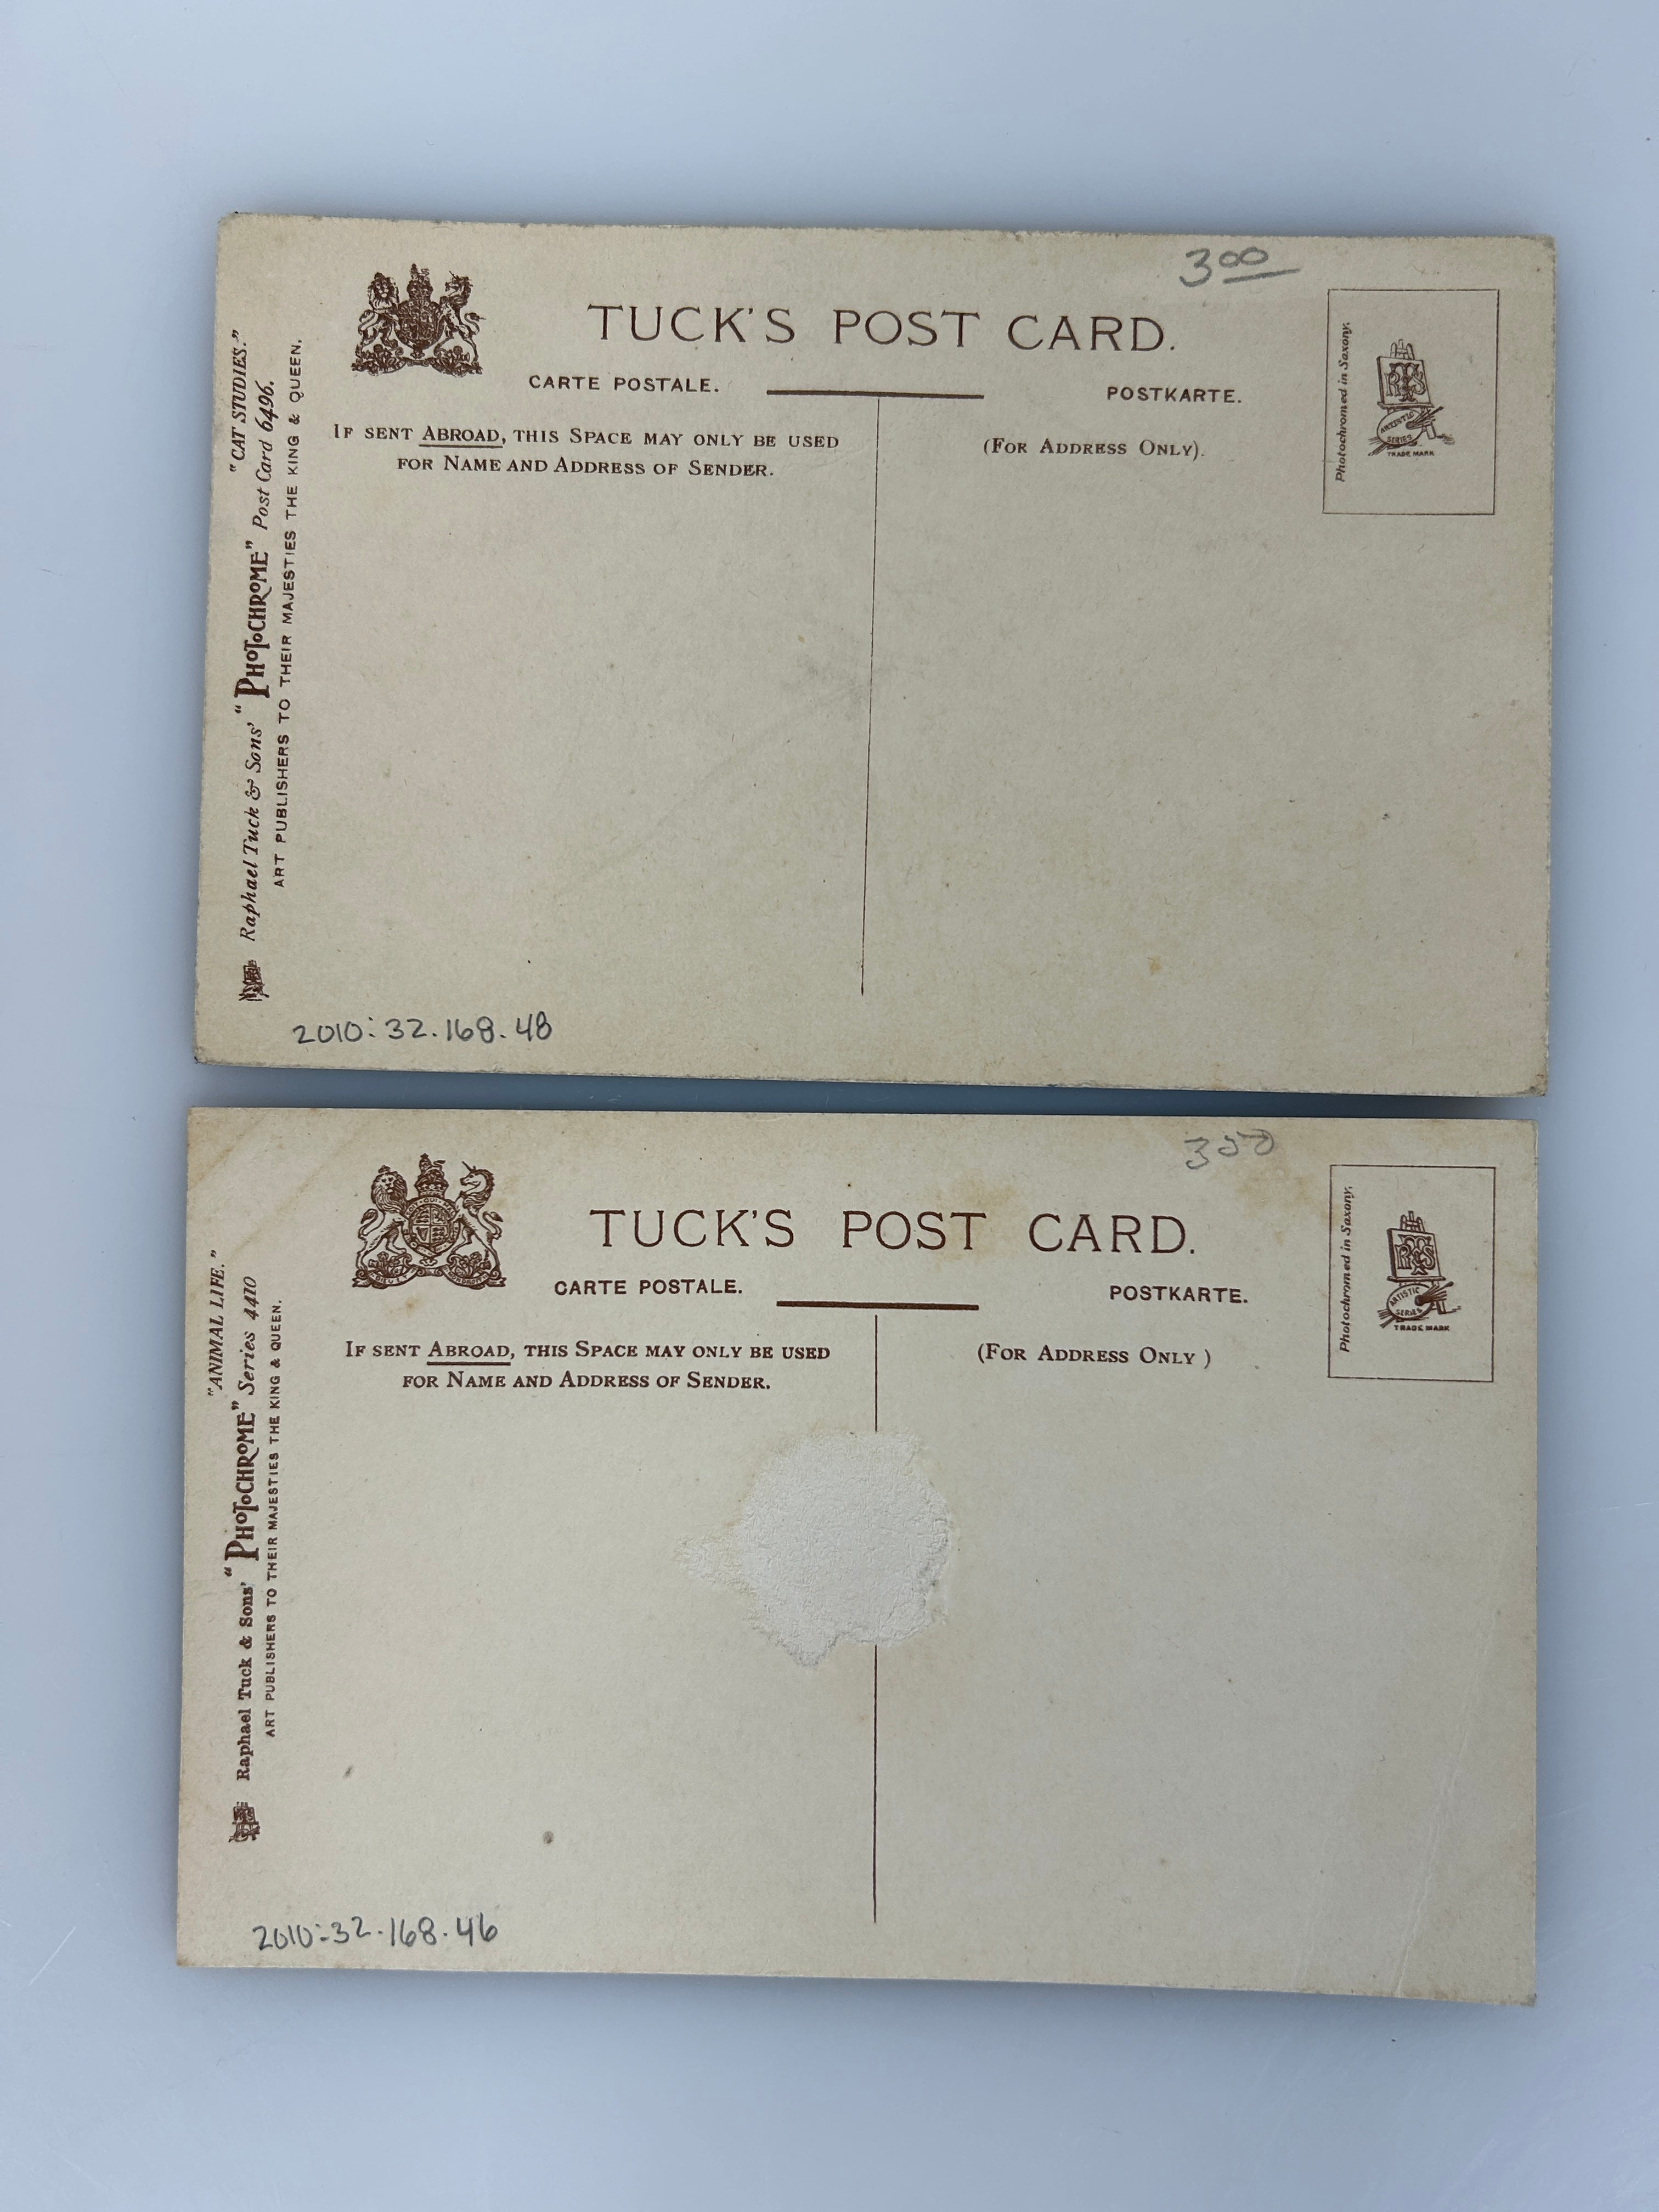 3⁰⁰
TUCK'S POST CARD.
CARTE POSTALE.
POSTKARTE.
IF SENT ABROAD, THIS SPACE MAY ONLY BE USED
FOR NAME AND ADDRESS OF SENDER.
(FOR ADDRESS ONLY).
Photochromed in Saxony.
RTS
ARTISTIC
SERIES
TRADE MARK
"CAT STUDIES."
Raphael Tuck & Sons' "PHOTOCHROME" Post Card 6496.
ART PUBLISHERS TO THEIR MAJESTIES THE KING & QUEEN.
2010:32.168.48
3⁵⁰
TUCK'S POST CARD.
CARTE POSTALE.
POSTKARTE.
IF SENT ABROAD, THIS SPACE MAY ONLY BE USED
FOR NAME AND ADDRESS OF SENDER.
(FOR ADDRESS ONLY )
Photochromed in Saxony.
RTS
ARTISTIC
SERIES
TRADE MARK
"ANIMAL LIFE."
Raphael Tuck & Sons' "PHOTOCHROME" Series 4410
ART PUBLISHERS TO THEIR MAJESTIES THE KING & QUEEN.
2010:32.168.46